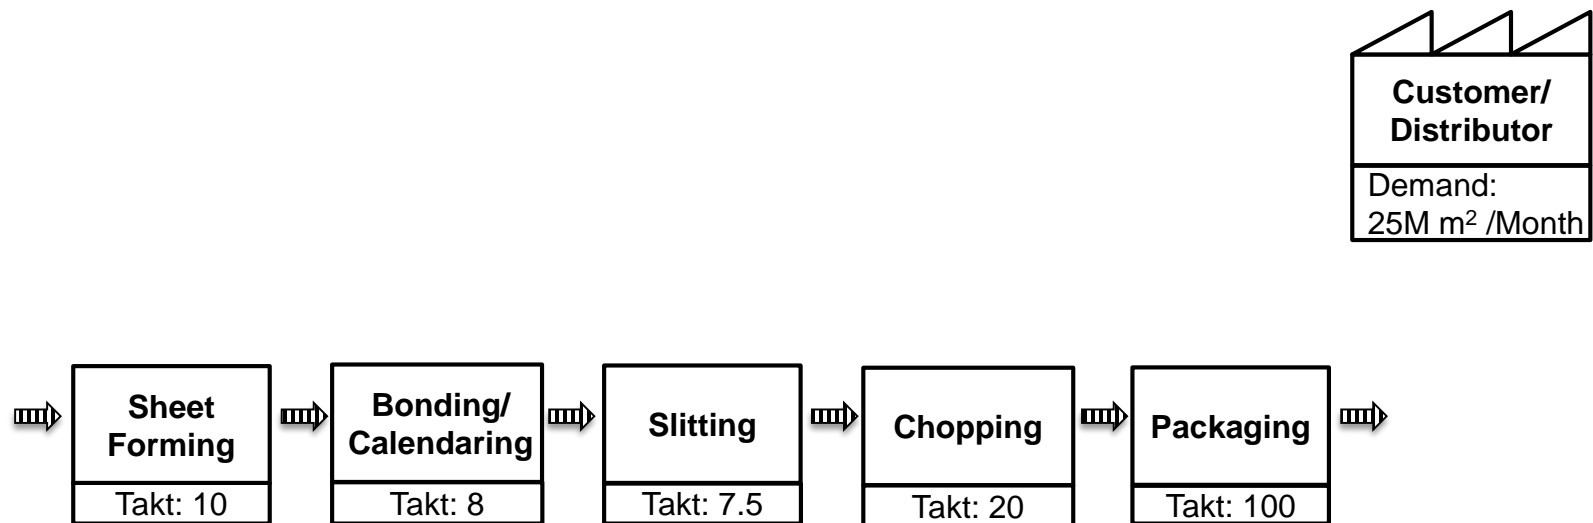 Customer/
Distributor
Demand:
25M m² /Month
Sheet
Forming
Takt: 10
Bonding/
Calendaring
Takt: 8
Slitting
Takt: 7.5
Chopping
Takt: 20
Packaging
Takt: 100